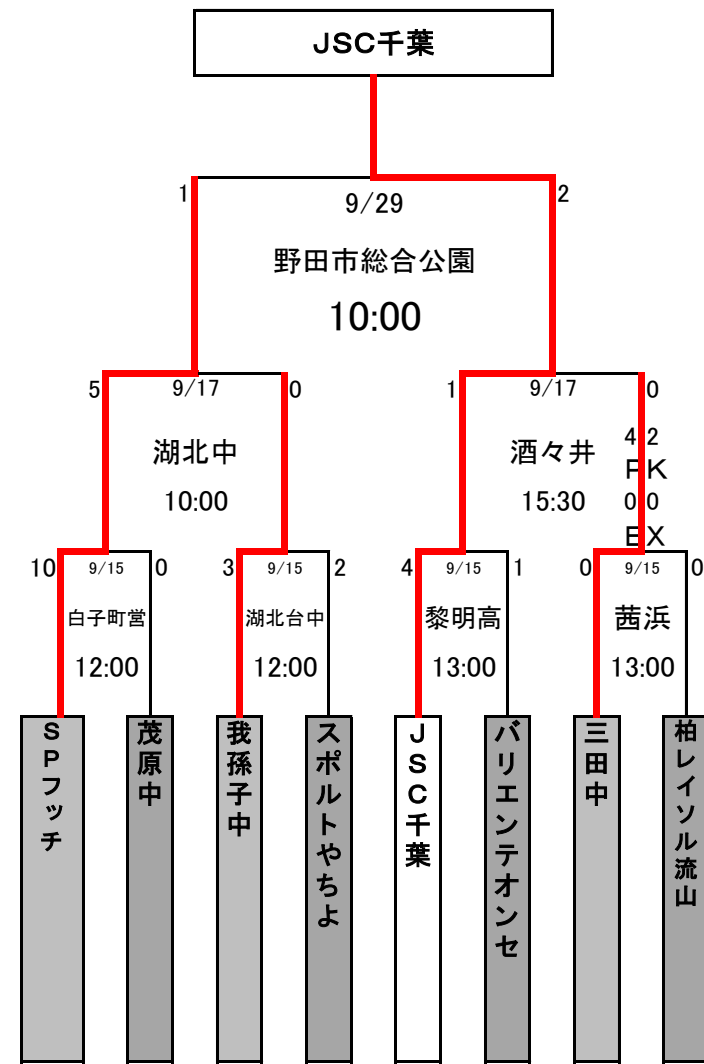 JSC千葉
1
2
9/29
野田市総合公園
10:00
5
9/17
0
1
9/17
0
湖北中
酒々井
4 2
PK
10:00
15:30
0 0
EX
10
9/15
0
3
9/15
2
4
9/15
1
0
9/15
0
白子町営
湖北台中
黎明高
茜浜
12:00
12:00
13:00
13:00
SPフッチ
茂原中
我孫子中
スポルトやちよ
JSC千葉
バリエンテオンセ
三田中
柏レイソル流山